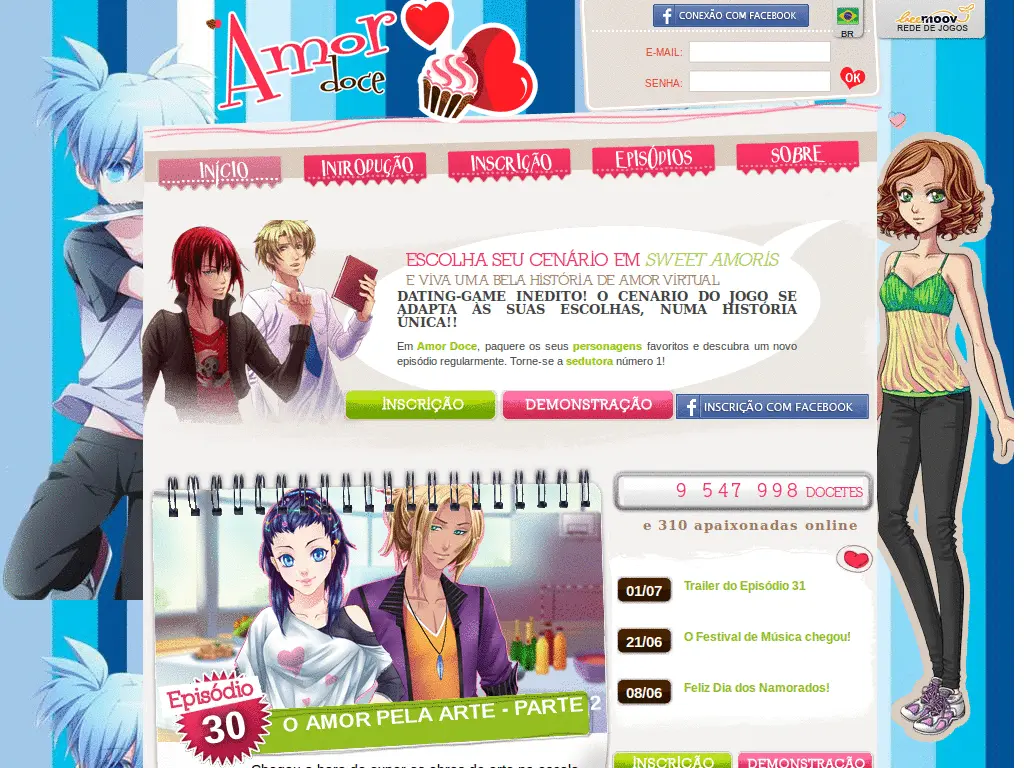 Amor
doce
CONEXÃO COM FACEBOOK
BR
beemoov
REDE DE JOGOS
E-MAIL:
SENHA:
OK
INÍCIO
INTRODUÇÃO
INSCRIÇÃO
EPISÓDIOS
SOBRE
ESCOLHA SEU CENÁRIO EM SWEET AMORIS
E VIVA UMA BELA HISTÓRIA DE AMOR VIRTUAL
DATING-GAME INEDITO! O CENARIO DO JOGO SE
ADAPTA ÀS SUAS ESCOLHAS, NUMA HISTÓRIA
ÚNICA!!
Em Amor Doce, paquere os seus personagens favoritos e descubra um novo
episódio regularmente. Torne-se a sedutora número 1!
INSCRIÇÃO
DEMONSTRAÇÃO
INSCRIÇÃO COM FACEBOOK
9 547 998 DOCETES
e 310 apaixonadas online
01/07 Trailer do Episódio 31
21/06 O Festival de Música chegou!
08/06 Feliz Dia dos Namorados!
Episódio
30
O AMOR PELA ARTE - PARTE 2
INSCRIÇÃO
DEMONSTRAÇÃO